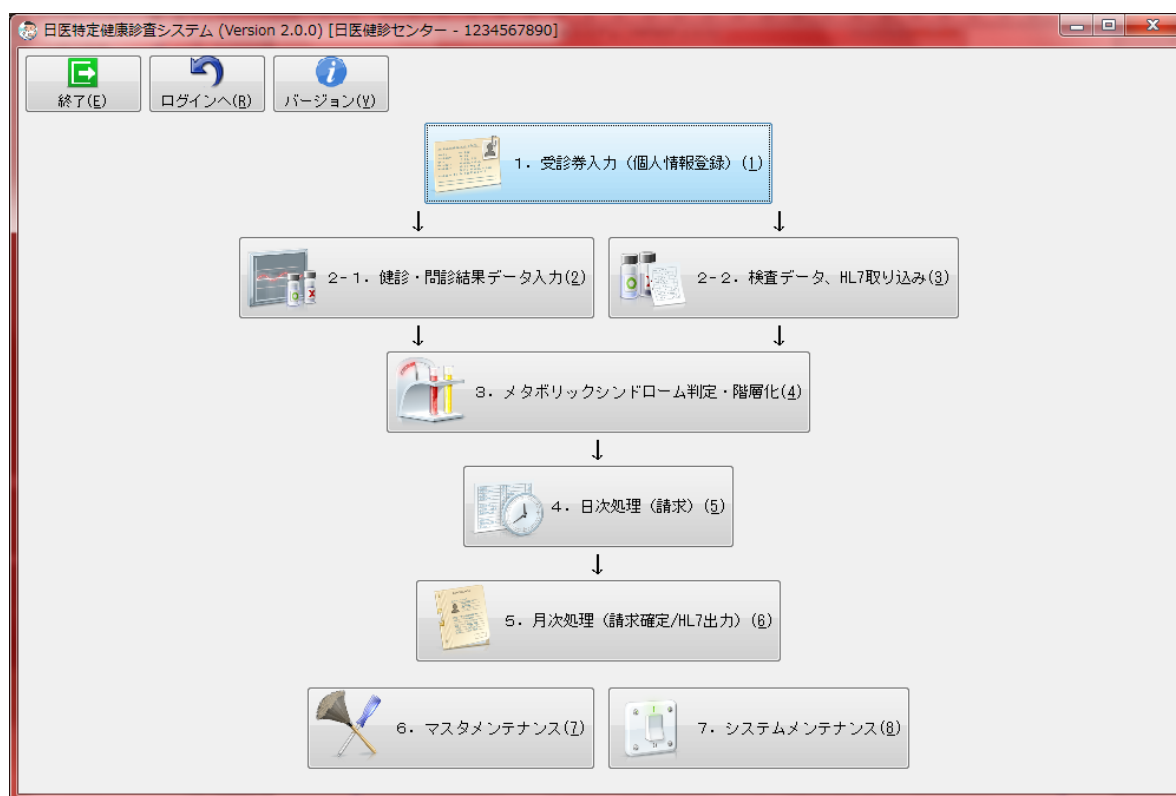 日医特定健康診査システム (Version 2.0.0) [日医健診センター - 1234567890]
終了(E)
ログインへ(R)
バージョン(V)
1. 受診券入力（個人情報登録）(1)
↓ ↓
2-1. 健診・問診結果データ入力(2)
2-2. 検査データ、HL7取り込み(3)
↓ ↓
3. メタボリックシンドローム判定・階層化(4)
↓
4. 日次処理（請求）(5)
↓
5. 月次処理（請求確定/HL7出力）(6)
6. マスタメンテナンス(7)
7. システムメンテナンス(8)